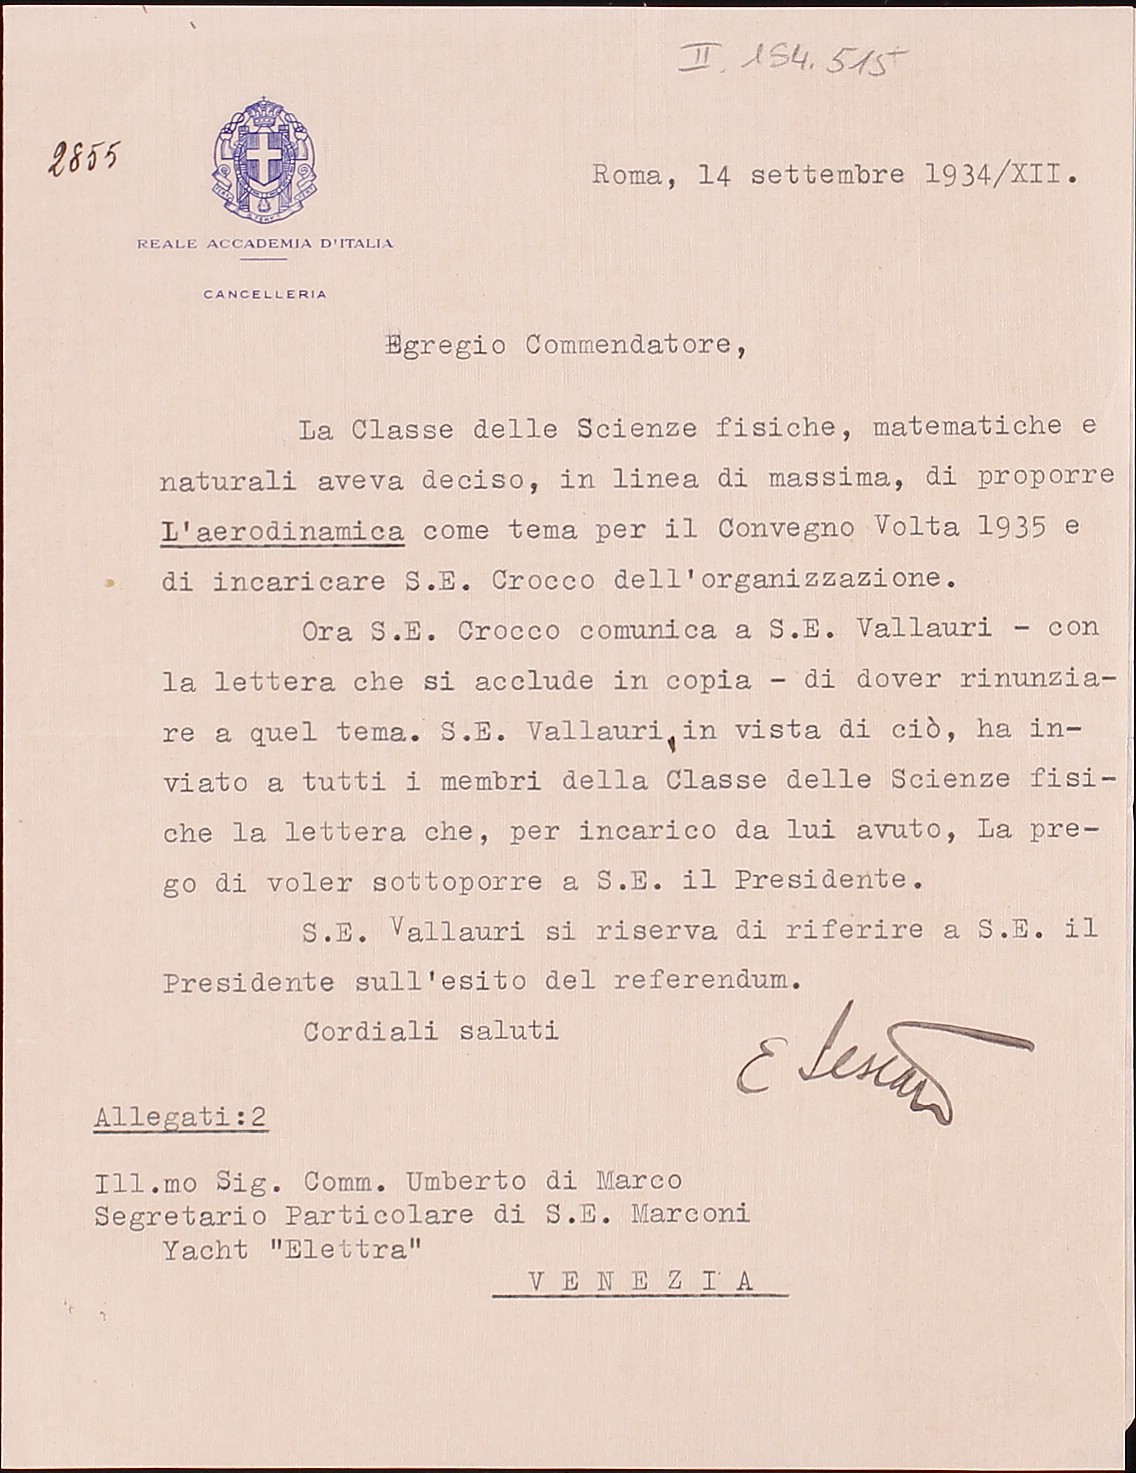 II. 154.515
2855
Roma, 14 settembre 1934/XII.
REALE ACCADEMIA D'ITALIA
CANCELLERIA
Egregio Commendatore,
La Classe delle Scienze fisiche, matematiche e
naturali aveva deciso, in linea di massima, di proporre
L'aerodinamica come tema per il Convegno Volta 1935 e
di incaricare S.E. Crocco dell'organizzazione.
Ora S.E. Crocco comunica a S.E. Vallauri - con
la lettera che si acclude in copia - di dover rinunzia-
re a quel tema. S.E. Vallauri, in vista di ciò, ha in-
viato a tutti i membri della Classe delle Scienze fisi-
che la lettera che, per incarico da lui avuto, La pre-
go di voler sottoporre a S.E. il Presidente.
S.E. Vallauri si riserva di riferire a S.E. il
Presidente sull'esito del referendum.
Cordiali saluti
E
Allegati:2
Ill.mo Sig. Comm. Umberto di Marco
Segretario Particolare di S.E. Marconi
Yacht "Elettra"
V E N E Z I A